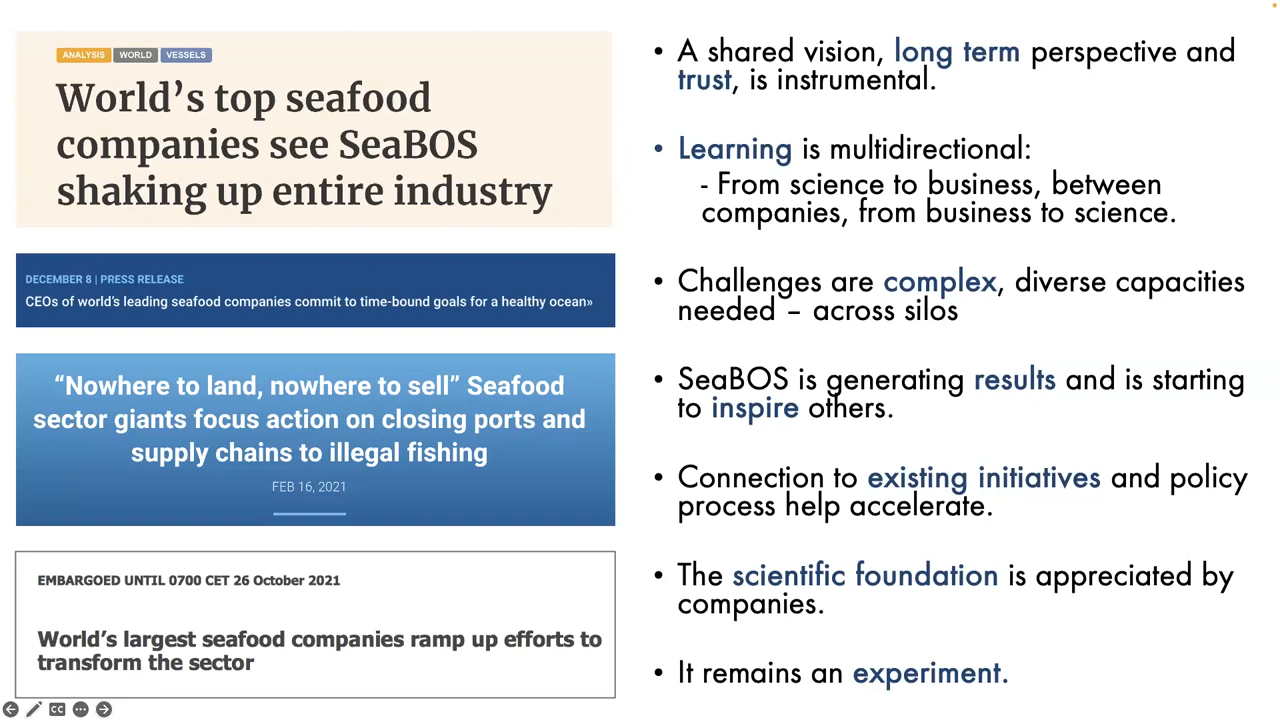 ANALYSIS WORLD VESSELS
World’s top seafood
companies see SeaBOS
shaking up entire industry
DECEMBER 8 | PRESS RELEASE
CEOs of world’s leading seafood companies commit to time-bound goals for a healthy ocean»
“Nowhere to land, nowhere to sell” Seafood
sector giants focus action on closing ports and
supply chains to illegal fishing
FEB 16, 2021
EMBARGOED UNTIL 0700 CET 26 October 2021
World’s largest seafood companies ramp up efforts to
transform the sector
CC
• A shared vision, long term perspective and
trust, is instrumental.
• Learning is multidirectional:
- From science to business, between
companies, from business to science.
• Challenges are complex, diverse capacities
needed – across silos
• SeaBOS is generating results and is starting
to inspire others.
• Connection to existing initiatives and policy
process help accelerate.
• The scientific foundation is appreciated by
companies.
• It remains an experiment.